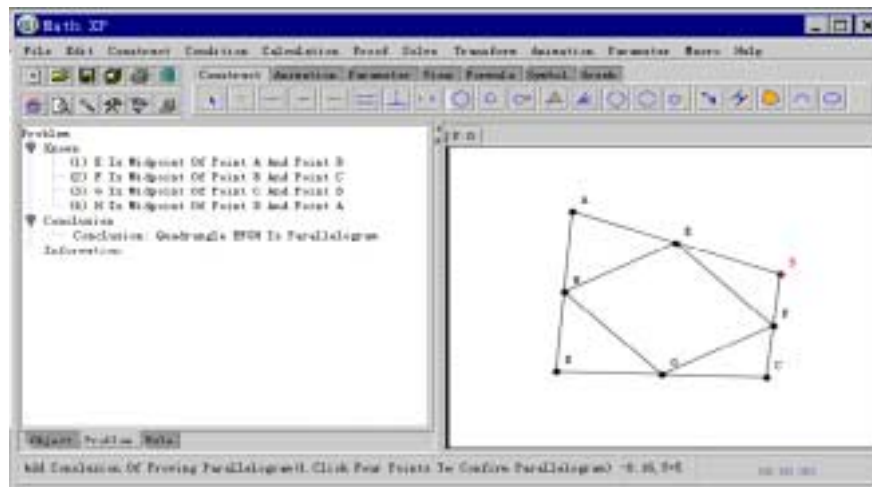 Math XP
File Edit Construct Condition Calculation Proof Solve Transform Animation Parameter Macro Help
Construct Animation Parameter View Formula Symbol Graph
Problem
Known
(1) E Is Midpoint Of Point A And Point B
(2) F Is Midpoint Of Point B And Point C
(3) G Is Midpoint Of Point C And Point D
(4) H Is Midpoint Of Point D And Point A
Conclusion
Conclusion: Quadrangle EFGH Is Parallelogram
Information:
A
E
B
F
G
C
Object Problem Help
Add Conclusion Of Proving Parallelogram(1.Click Four Points To Confirm Parallelogram)